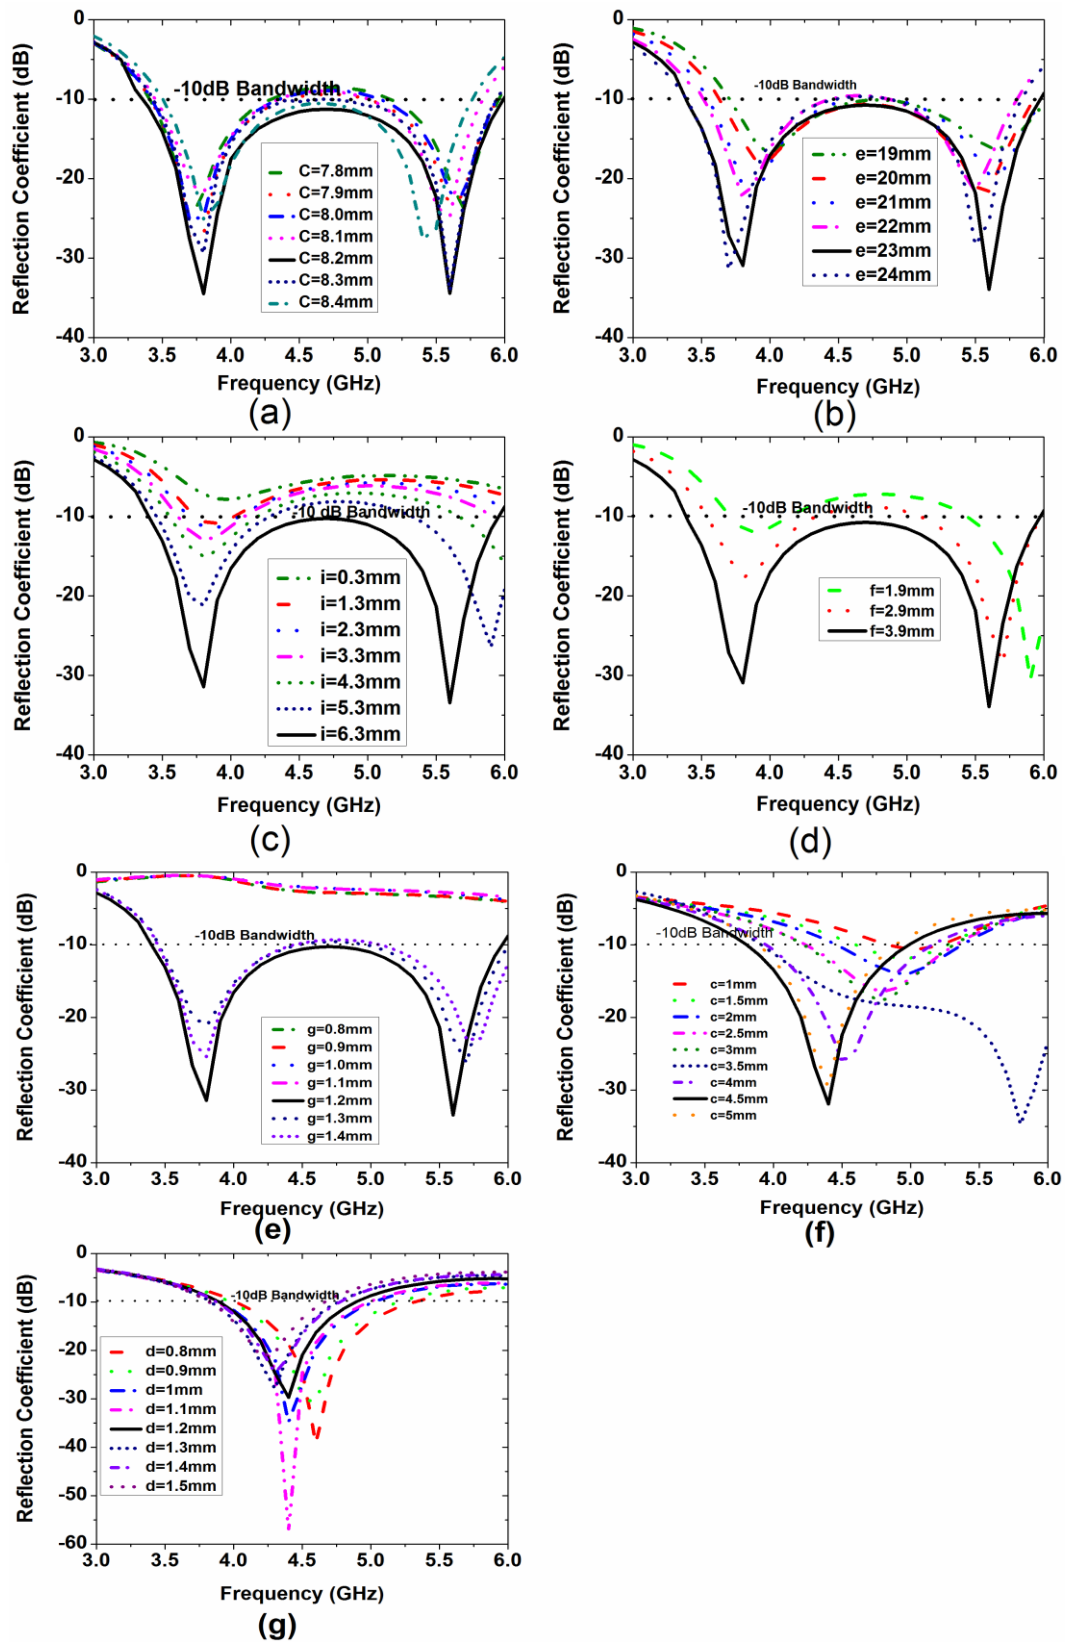 Reflection Coefficient (dB)
0
-10
-20
-30
-40
-10dB Bandwidth
C=7.8mm
C=7.9mm
C=8.0mm
C=8.1mm
C=8.2mm
C=8.3mm
C=8.4mm
3.0 3.5 4.0 4.5 5.0 5.5 6.0
Frequency (GHz)
(a)
Reflection Coefficient (dB)
0
-10
-20
-30
-40
-10dB Bandwidth
e=19mm
e=20mm
e=21mm
e=22mm
e=23mm
e=24mm
3.0 3.5 4.0 4.5 5.0 5.5 6.0
Frequency (GHz)
(b)
Reflection Coefficient (dB)
0
-10
-20
-30
-40
-10 dB Bandwidth
i=0.3mm
i=1.3mm
i=2.3mm
i=3.3mm
i=4.3mm
i=5.3mm
i=6.3mm
3.0 3.5 4.0 4.5 5.0 5.5 6.0
Frequency (GHz)
(c)
Reflection Coefficient (dB)
0
-10
-20
-30
-40
-10dB Bandwidth
f=1.9mm
f=2.9mm
f=3.9mm
3.0 3.5 4.0 4.5 5.0 5.5 6.0
Frequency (GHz)
(d)
Reflection Coefficient (dB)
0
-10
-20
-30
-40
-10dB Bandwidth
g=0.8mm
g=0.9mm
g=1.0mm
g=1.1mm
g=1.2mm
g=1.3mm
g=1.4mm
3.0 3.5 4.0 4.5 5.0 5.5 6.0
Frequency (GHz)
(e)
Reflection Coefficient (dB)
0
-10
-20
-30
-40
-10dB Bandwidth
c=1mm
c=1.5mm
c=2mm
c=2.5mm
c=3mm
c=3.5mm
c=4mm
c=4.5mm
c=5mm
3.0 3.5 4.0 4.5 5.0 5.5 6.0
Frequency (GHz)
(f)
Reflection Coefficient (dB)
0
-10
-20
-30
-40
-50
-60
-10dB Bandwidth
d=0.8mm
d=0.9mm
d=1mm
d=1.1mm
d=1.2mm
d=1.3mm
d=1.4mm
d=1.5mm
3.0 3.5 4.0 4.5 5.0 5.5 6.0
Frequency (GHz)
(g)